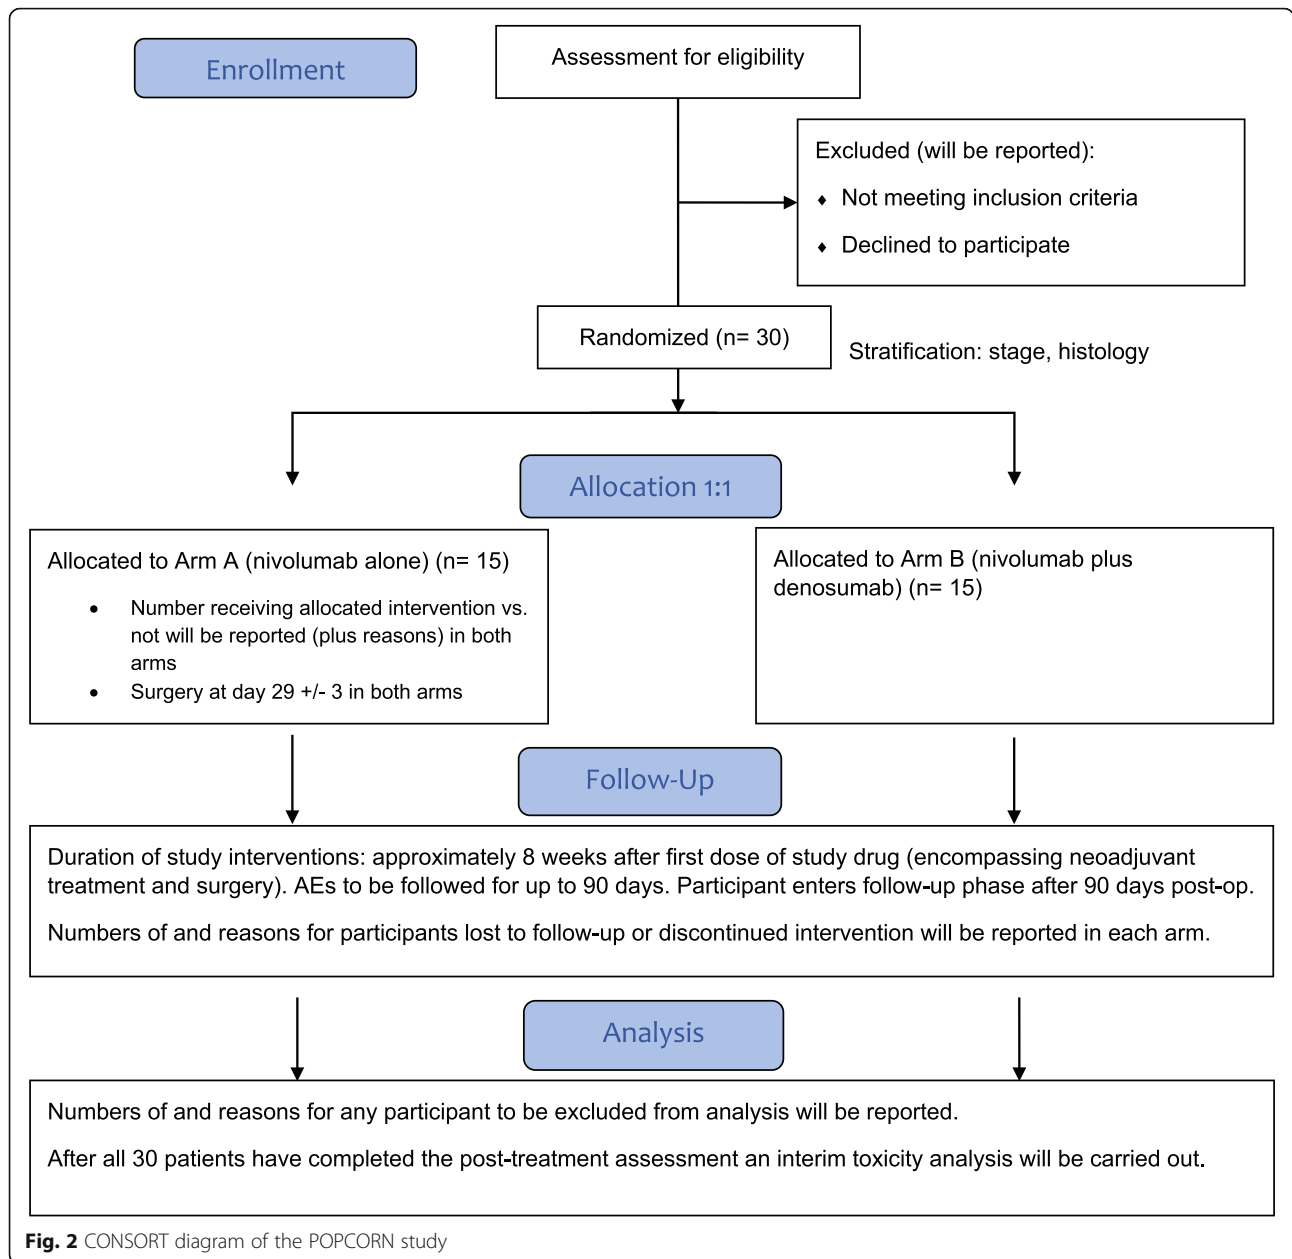 Enrollment
Assessment for eligibility
Excluded (will be reported):
♦ Not meeting inclusion criteria
♦ Declined to participate
Randomized (n= 30)
Stratification: stage, histology
Allocation 1:1
Allocated to Arm A (nivolumab alone) (n= 15)
• Number receiving allocated intervention vs.
not will be reported (plus reasons) in both
arms
• Surgery at day 29 +/- 3 in both arms
Allocated to Arm B (nivolumab plus
denosumab) (n= 15)
Follow-Up
Duration of study interventions: approximately 8 weeks after first dose of study drug (encompassing neoadjuvant
treatment and surgery). AEs to be followed for up to 90 days. Participant enters follow-up phase after 90 days post-op.
Numbers of and reasons for participants lost to follow-up or discontinued intervention will be reported in each arm.
Analysis
Numbers of and reasons for any participant to be excluded from analysis will be reported.
After all 30 patients have completed the post-treatment assessment an interim toxicity analysis will be carried out.
Fig. 2 CONSORT diagram of the POPCORN study